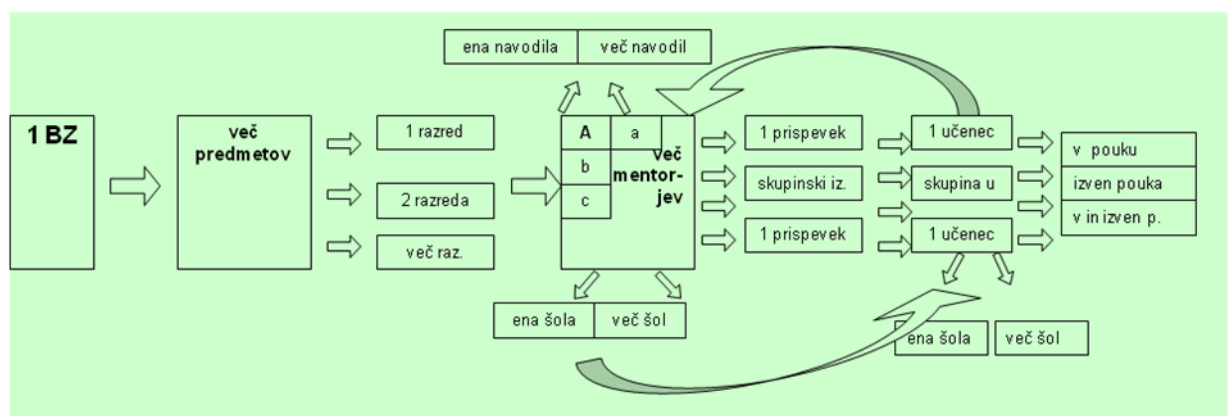 ena navodila
več navodil
1 BZ
več
predmetov
1 razred
2 razreda
več raz.
A
a
b
c
več
mentor-
jev
1 prispevek
skupinski iz.
1 prispevek
1 učenec
skupina u
1 učenec
v pouku
izven pouka
v in izven p.
ena šola
več šol
ena šola
več šol